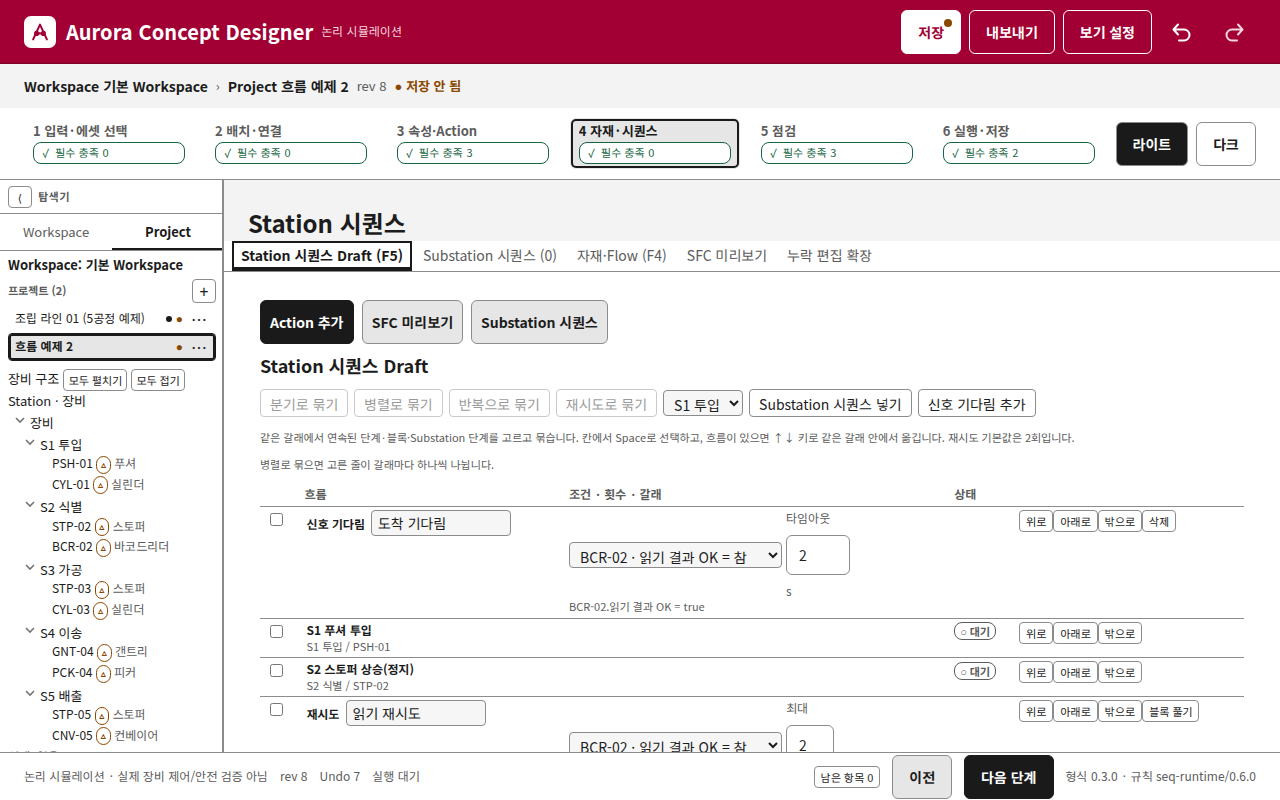 Aurora Concept Designer 논리 시뮬레이션 저장 내보내기 보기 설정
Workspace 기본 Workspace › Project 흐름 예제 2 rev 8 ● 저장 안 됨
1 입력·에셋 선택 2 배치·연결 3 속성·Action 4 자재·시퀀스 5 점검 6 실행·저장
✓ 필수 충족 0 ✓ 필수 충족 0 ✓ 필수 충족 3 ✓ 필수 충족 0 ✓ 필수 충족 3 ✓ 필수 충족 2 라이트 다크
⟨ 탐색기
Workspace Project
Workspace: 기본 Workspace
프로젝트 (2) +
조립 라인 01 (5공정 예제) ● ● ···
흐름 예제 2 ● ···
장비 구조 모두 펼치기 모두 접기
Station · 장비
장비
S1 투입
PSH-01 푸셔
CYL-01 실린더
S2 식별
STP-02 스토퍼
BCR-02 바코드리더
S3 가공
STP-03 스토퍼
CYL-03 실린더
S4 이송
GNT-04 갠트리
PCK-04 피커
S5 배출
STP-05 스토퍼
CNV-05 컨베이어
Station 시퀀스
Station 시퀀스 Draft (F5) Substation 시퀀스 (0) 자재·Flow (F4) SFC 미리보기 누락 편집 확장
Action 추가 SFC 미리보기 Substation 시퀀스
Station 시퀀스 Draft
분기로 묶기 병렬로 묶기 반복으로 묶기 재시도로 묶기 S1 투입 Substation 시퀀스 넣기 신호 기다림 추가
같은 갈래에서 연속된 단계·블록·Substation 단계를 고르고 묶습니다. 칸에서 Space로 선택하고, 흐름이 있으면 ↑↓ 키로 같은 갈래 안에서 옮깁니다. 재시도 기본값은 2회입니다.
병렬로 묶으면 고른 줄이 갈래마다 하나씩 나뉩니다.
흐름 조건 · 횟수 · 갈래 상태
신호 기다림 도착 기다림 타임아웃 위로 아래로 밖으로 삭제
BCR-02 · 읽기 결과 OK = 참 2
s
BCR-02.읽기 결과 OK = true
S1 푸셔 투입 ○ 대기 위로 아래로 밖으로
S1 투입 / PSH-01
S2 스토퍼 상승(정지) ○ 대기 위로 아래로 밖으로
S2 식별 / STP-02
재시도 읽기 재시도 최대 위로 아래로 밖으로 블록 풀기
BCR-02 · 읽기 결과 OK = 참 2
논리 시뮬레이션 · 실제 장비 제어/안전 검증 아님 rev 8 Undo 7 실행 대기 남은 항목 0 이전 다음 단계 형식 0.3.0 · 규칙 seq-runtime/0.6.0